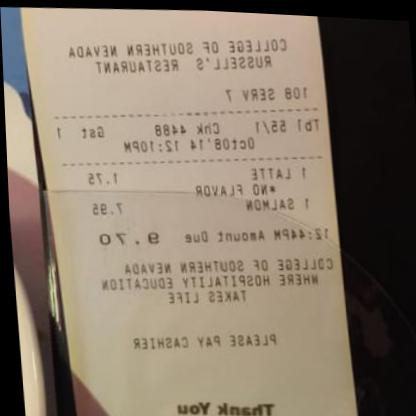 COLLEGE OF SOUTHERN NEVADA
RUSSELL'S RESTAURANT
108 SERV 7
Tbl 55/1 Chk 4488 Gst 1
Oct08'14 12:10PM
1 LATTE 1.75
*NO FLAVOR
1 SALMON 7.95
12:44PM Amount Due 9.70
COLLEGE OF SOUTHERN NEVADA
WHERE HOSPITALITY EDUCATION
TAKES LIFE
PLEASE PAY CASHIER
Thank You